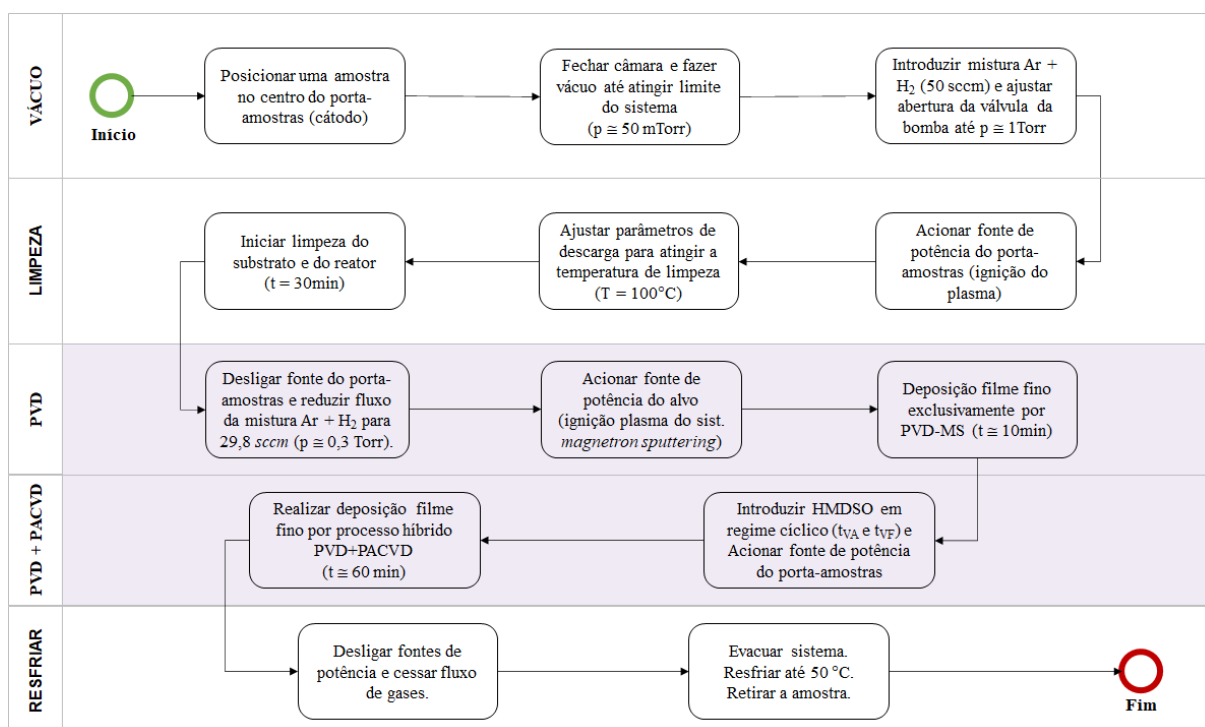 VÁCUO
Início
Posicionar uma amostra
no centro do porta-
amostras (cátodo)
Fechar câmara e fazer
vácuo até atingir limite
do sistema
(p ≅ 50 mTorr)
Introduzir mistura Ar +
H₂ (50 sccm) e ajustar
abertura da válvula da
bomba até p ≅ 1Torr
LIMPEZA
Acionar fonte de
potência do porta-
amostras (ignição do
plasma)
Ajustar parâmetros de
descarga para atingir a
temperatura de limpeza
(T = 100°C)
Iniciar limpeza do
substrato e do reator
(t = 30min)
PVD
Desligar fonte do porta-
amostras e reduzir fluxo
da mistura Ar + H₂ para
29,8 sccm (p ≅ 0,3 Torr).
Acionar fonte de
potência do alvo
(ignição plasma do sist.
magnetron sputtering)
Deposição filme fino
exclusivamente por
PVD-MS (t ≅ 10min)
PVD + PACVD
Introduzir HMDSO em
regime cíclico (tVA e tVF) e
Acionar fonte de potência
do porta-amostras
Realizar deposição filme
fino por processo híbrido
PVD+PACVD
(t ≅ 60 min)
RESFRIAR
Desligar fontes de
potência e cessar fluxo
de gases.
Evacuar sistema.
Resfriar até 50 °C.
Retirar a amostra.
Fim